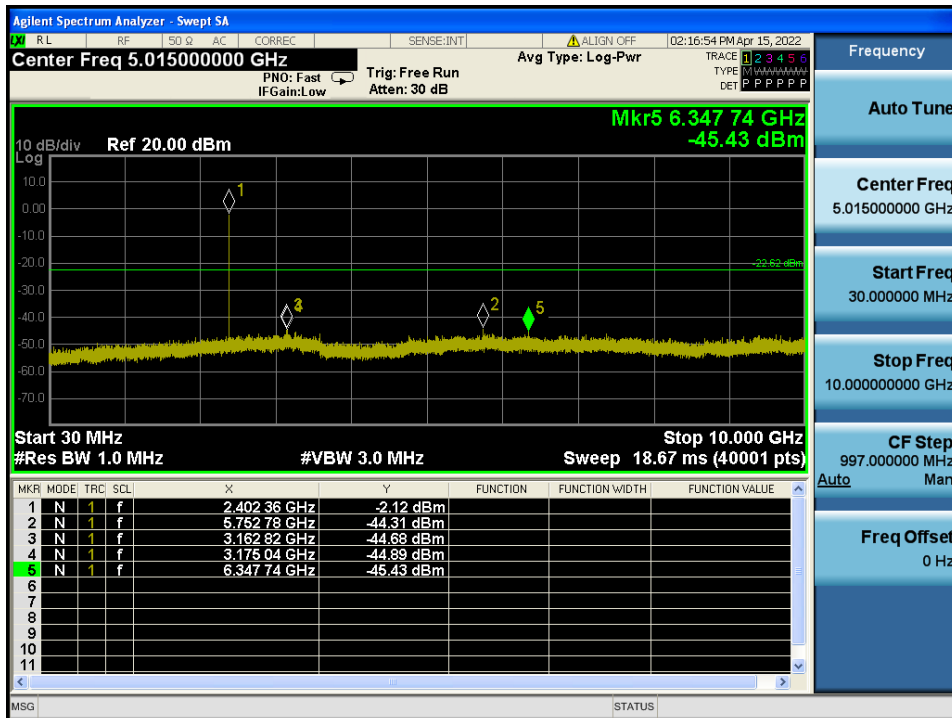 Agilent Spectrum Analyzer - Swept SA
LXI RL RF 50 Ω AC CORREC SENSE:INT ALIGN OFF 02:16:54 PM Apr 15, 2022
Center Freq 5.015000000 GHz
PNO: Fast
IFGain:Low
Trig: Free Run
Atten: 30 dB
Avg Type: Log-Pwr
TRACE 1 2 3 4 5 6
TYPE M
DET P P P P P P
Mkr5 6.347 74 GHz
-45.43 dBm
10 dB/div Ref 20.00 dBm
Log
10.0
0.00
-10.0
-20.0
-30.0
-40.0
-50.0
-60.0
-70.0
1
2
5
-22.62 dBm
Start 30 MHz Stop 10.000 GHz
#Res BW 1.0 MHz #VBW 3.0 MHz Sweep 18.67 ms (40001 pts)
MKR MODE TRC SCL X Y FUNCTION FUNCTION WIDTH FUNCTION VALUE
1 N 1 f 2.402 36 GHz -2.12 dBm
2 N 1 f 5.752 78 GHz -44.31 dBm
3 N 1 f 3.162 82 GHz -44.68 dBm
4 N 1 f 3.175 04 GHz -44.89 dBm
5 N 1 f 6.347 74 GHz -45.43 dBm
6
7
8
9
10
11
MSG STATUS
Frequency
Auto Tune
Center Freq
5.015000000 GHz
Start Freq
30.000000 MHz
Stop Freq
10.000000000 GHz
CF Step
997.000000 MHz
Auto Man
Freq Offset
0 Hz